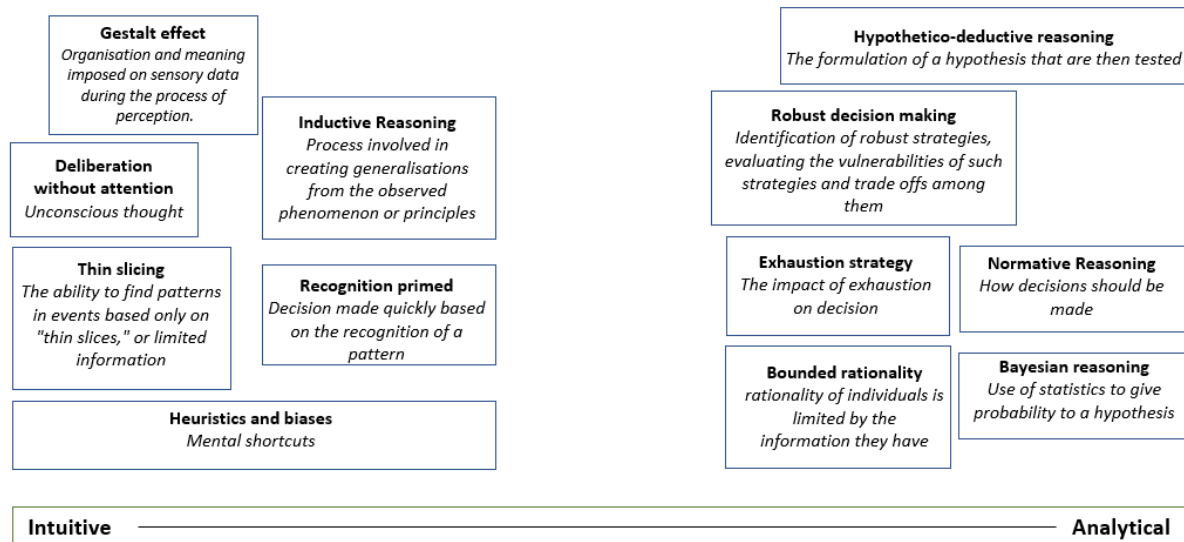 Gestalt effect
Organisation and meaning
imposed on sensory data
during the process of
perception.
Inductive Reasoning
Process involved in
creating generalisations
from the observed
phenomenon or principles
Deliberation
without attention
Unconscious thought
Thin slicing
The ability to find patterns
in events based only on
"thin slices," or limited
information
Recognition primed
Decision made quickly based
on the recognition of a
pattern
Heuristics and biases
Mental shortcuts
Hypothetico-deductive reasoning
The formulation of a hypothesis that are then tested
Robust decision making
Identification of robust strategies,
evaluating the vulnerabilities of such
strategies and trade offs among
them
Exhaustion strategy
The impact of exhaustion
on decision
Normative Reasoning
How decisions should be
made
Bounded rationality
rationality of individuals is
limited by the
information they have
Bayesian reasoning
Use of statistics to give
probability to a hypothesis
Intuitive
Analytical